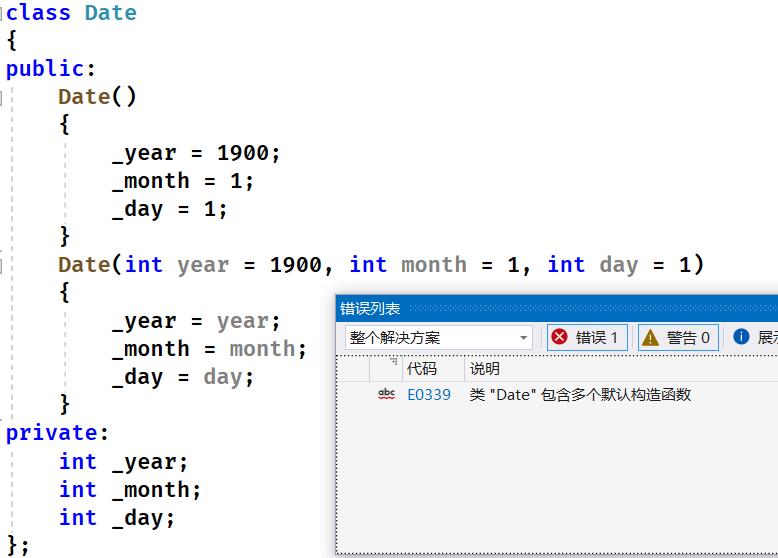 class Date
{
public:
    Date()
    {
        _year = 1900;
        _month = 1;
        _day = 1;
    }
    Date(int year = 1900, int month = 1, int day = 1)
    {
        _year = year;
        _month = month;
        _day = day;
    }
private:
    int _year;
    int _month;
    int _day;
};
错误列表
整个解决方案 错误 1 警告 0 展示
代码 说明
abc E0339 类 "Date" 包含多个默认构造函数